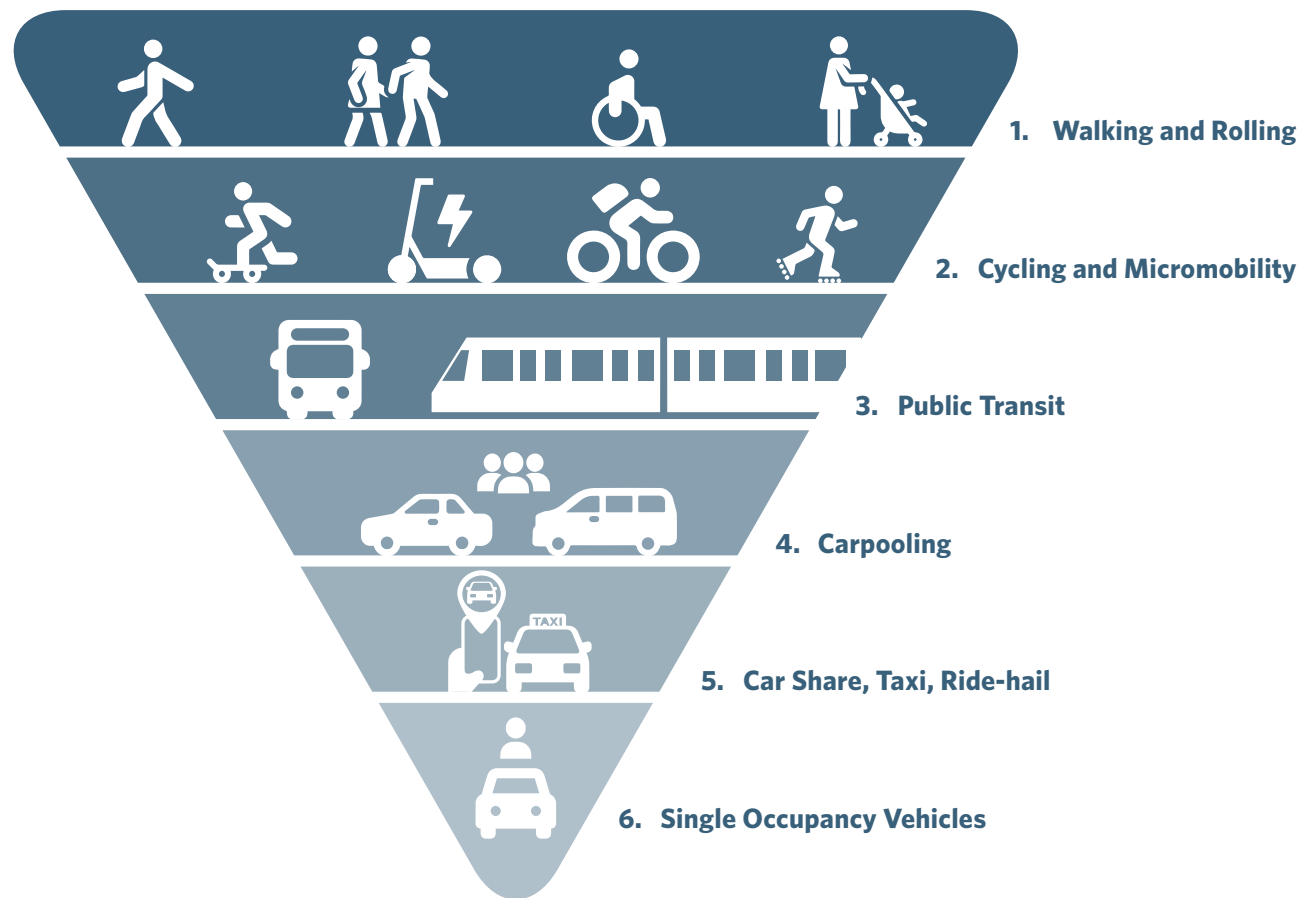 1. Walking and Rolling
2. Cycling and Micromobility
3. Public Transit
4. Carpooling
TAXI
5. Car Share, Taxi, Ride-hail
6. Single Occupancy Vehicles